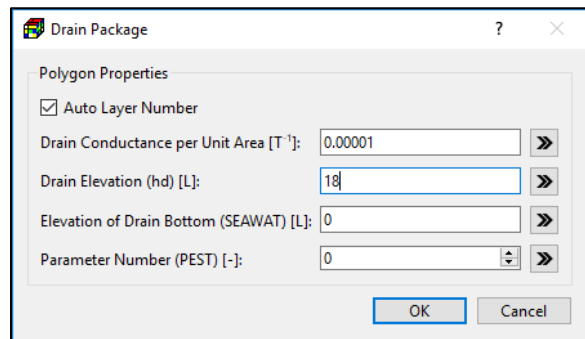 Drain Package ?
Polygon Properties
Auto Layer Number
Drain Conductance per Unit Area [T⁻¹]: 0.00001
Drain Elevation (hd) [L]: 18
Elevation of Drain Bottom (SEAWAT) [L]: 0
Parameter Number (PEST) [-]: 0
OK Cancel